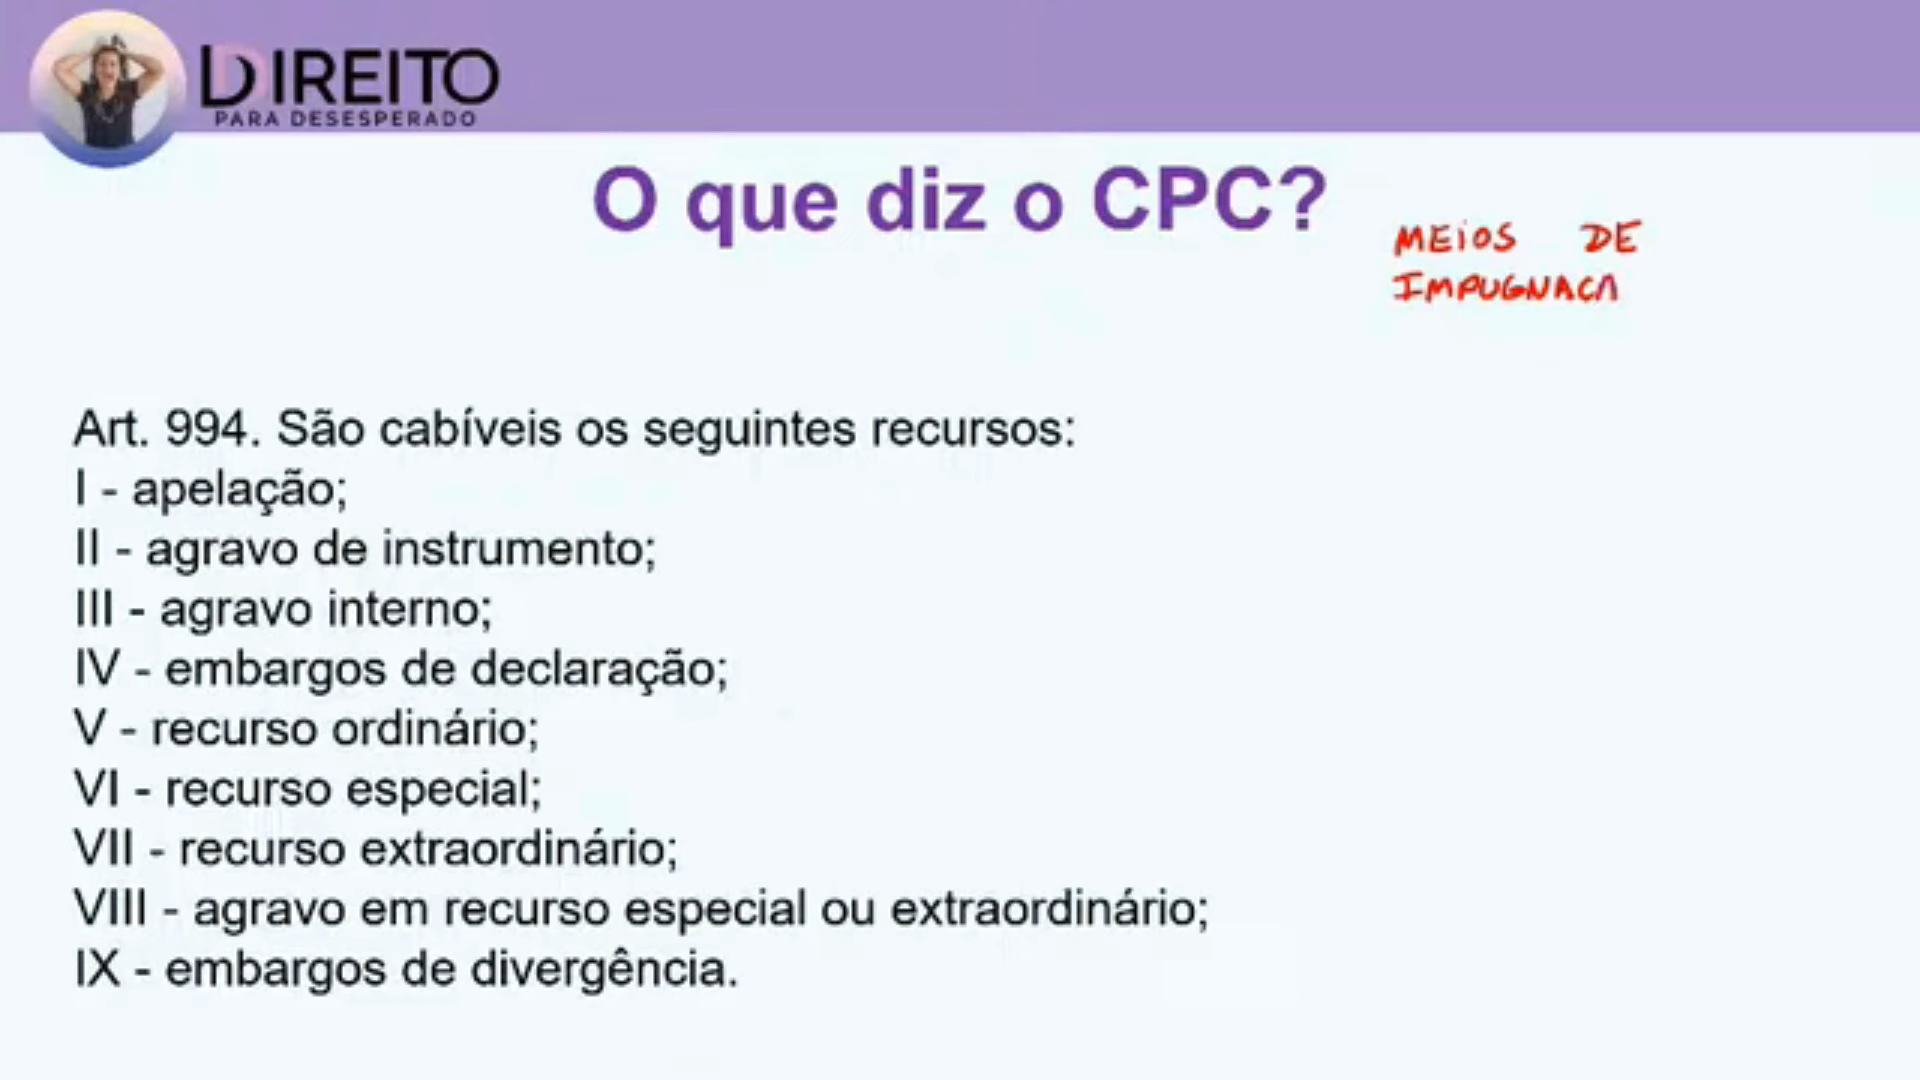 DIREITO
PARA DESESPERADO
O que diz o CPC?
MEIOS DE
IMPUGNACA
Art. 994. São cabíveis os seguintes recursos:
I - apelação;
II - agravo de instrumento;
III - agravo interno;
IV - embargos de declaração;
V - recurso ordinário;
VI - recurso especial;
VII - recurso extraordinário;
VIII - agravo em recurso especial ou extraordinário;
IX - embargos de divergência.